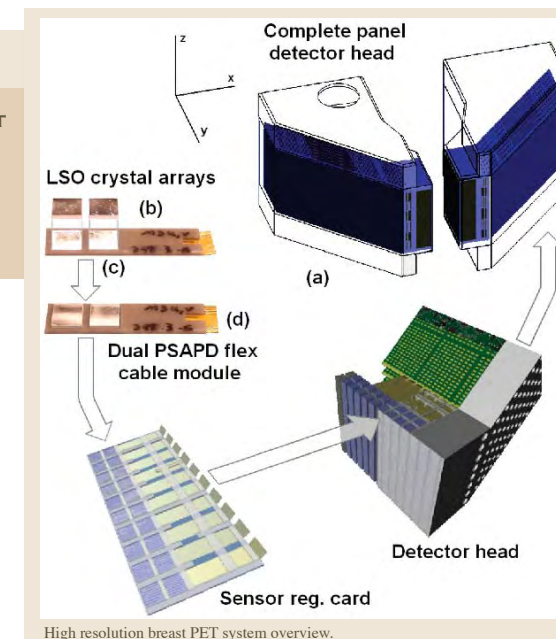 Complete panel
detector head
z
x
y
LSO crystal arrays
(b)
(c)
(a)
(d)
Dual PSAPD flex
cable module
Detector head
Sensor reg. card
High resolution breast PET system overview.